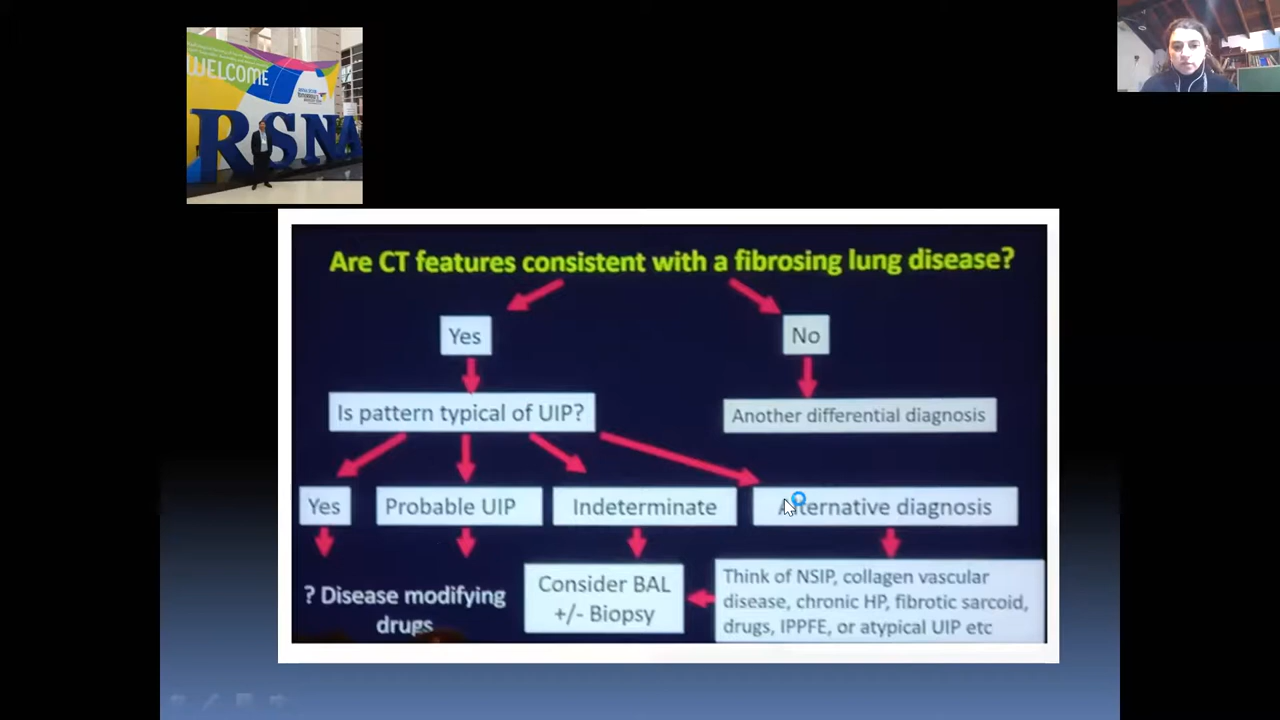 WELCOME
RSNA
Are CT features consistent with a fibrosing lung disease?
Yes
No
Is pattern typical of UIP?
Another differential diagnosis
Yes
Probable UIP
Indeterminate
Alternative diagnosis
? Disease modifying
drugs
Consider BAL
+/- Biopsy
Think of NSIP, collagen vascular
disease, chronic HP, fibrotic sarcoid,
drugs, IPPFE, or atypical UIP etc